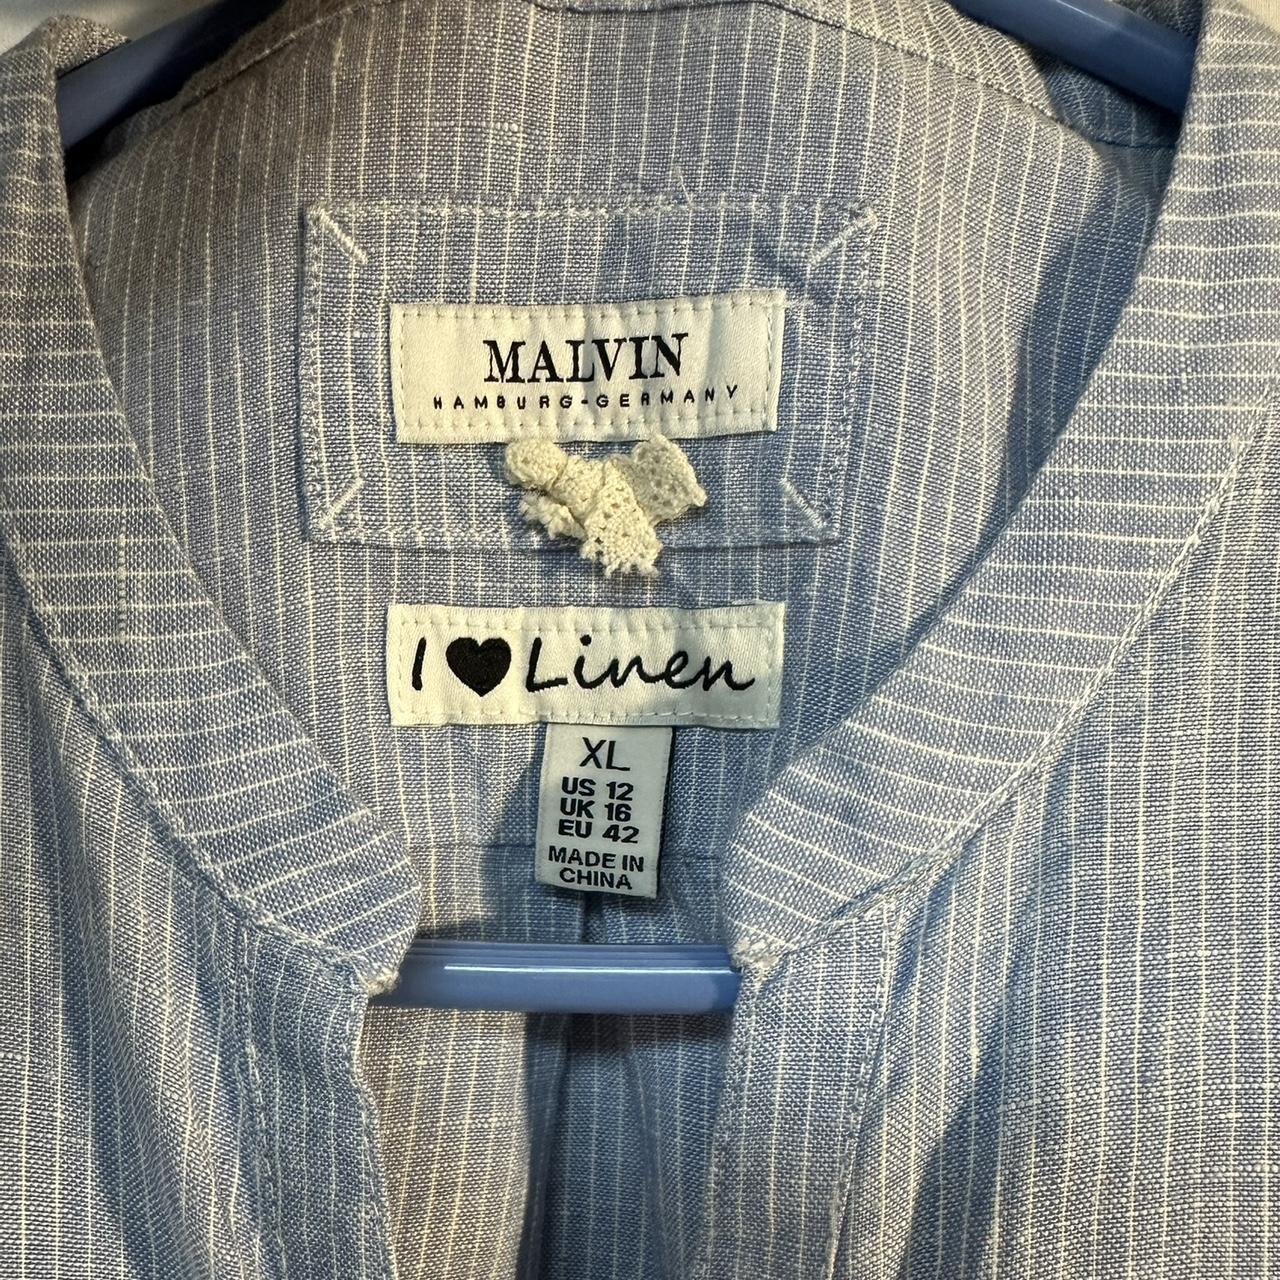 MALVIN
HAMBURG-GERMANY
I ♥ Linen
XL
US 12
UK 16
EU 42
MADE IN
CHINA